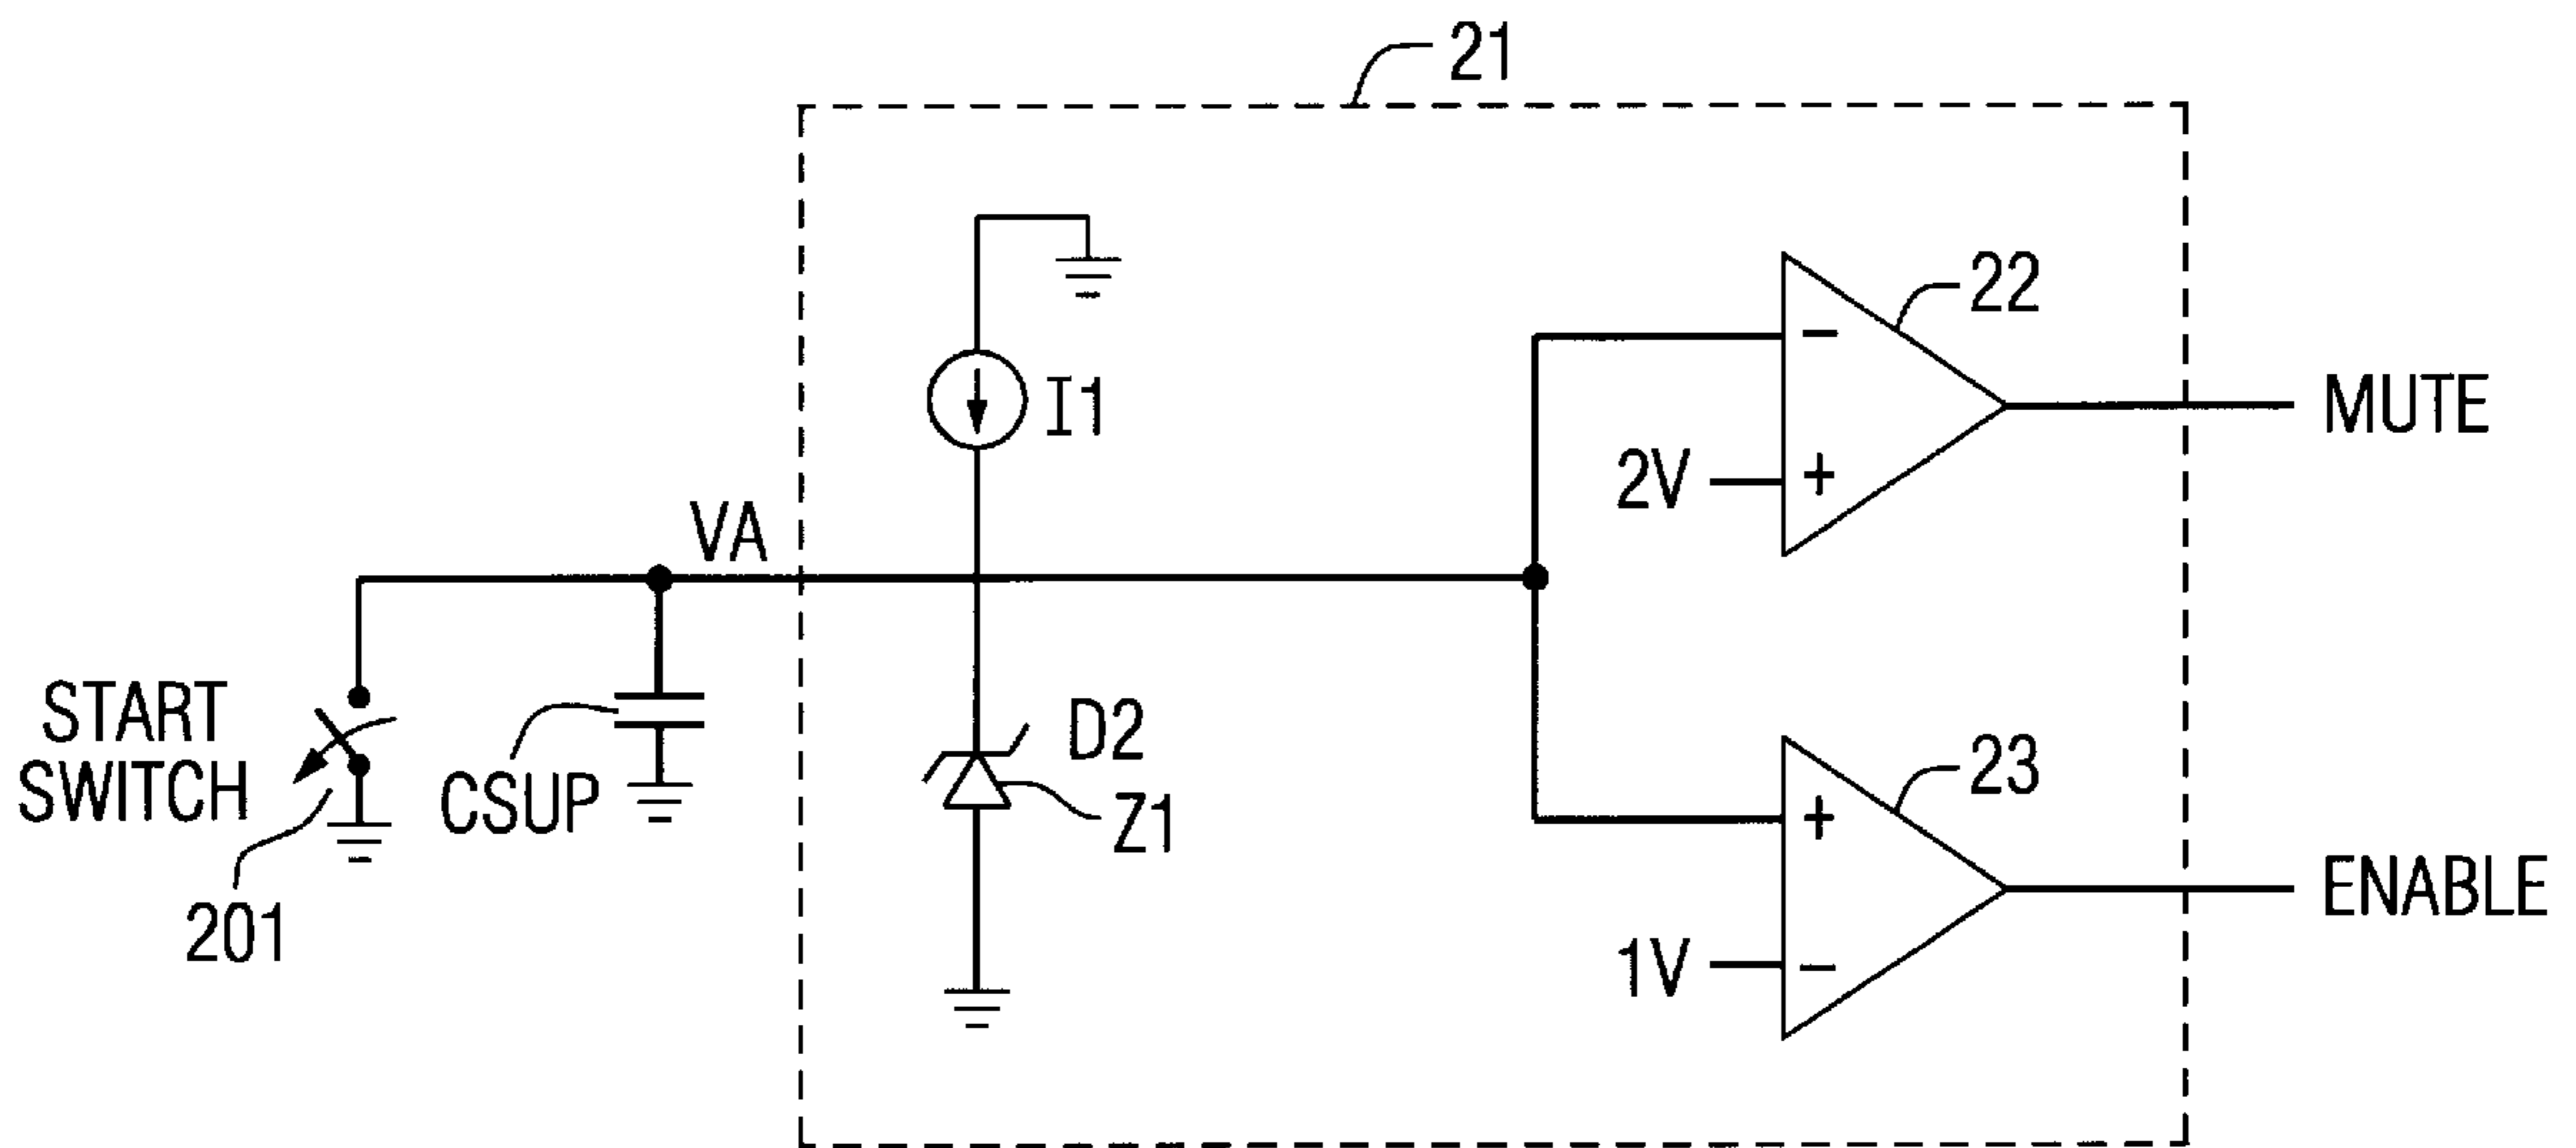 21
22
I1
MUTE
2V
VA
START
SWITCH
D2
CSUP
Z1
23
201
ENABLE
1V